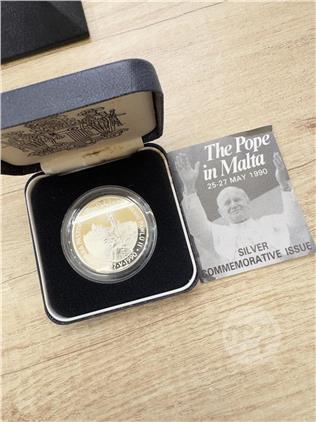 The Pope
in Malta
25-27 MAY 1990
SILVER
COMMEMORATIVE ISSUE